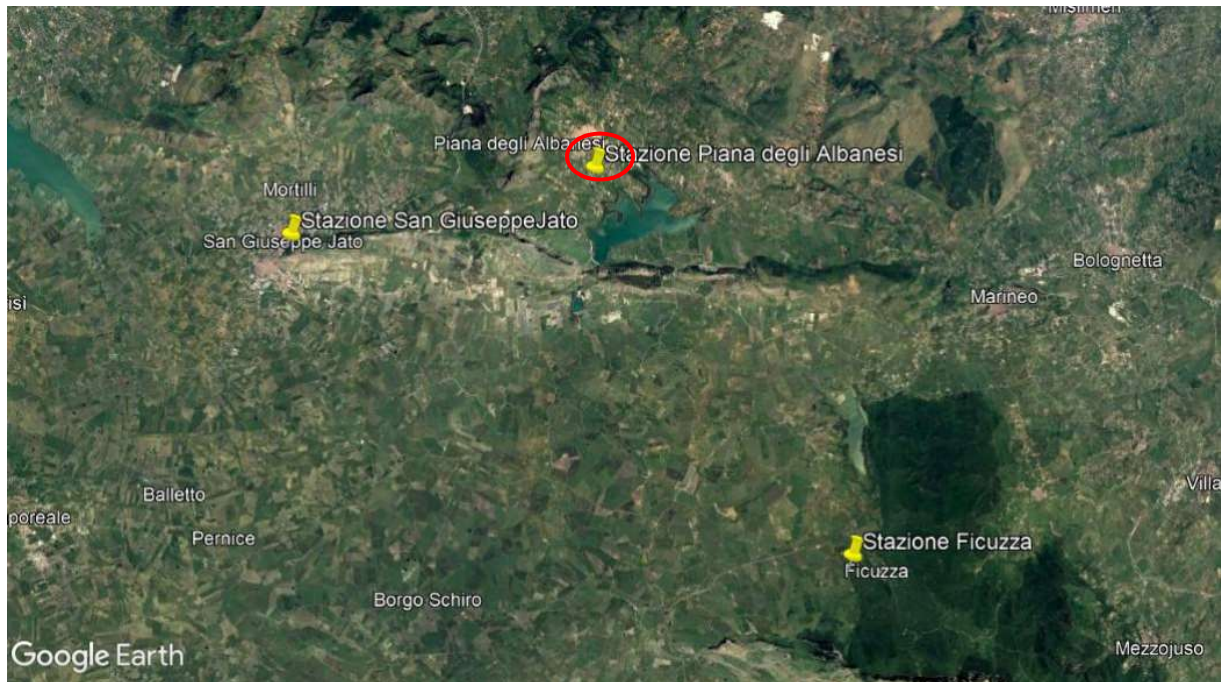 Misilmeri
Piana degli Albanesi
Stazione Piana degli Albanesi
Mortilli
Stazione San GiuseppeJato
San Giuseppe Jato
Bolognetta
isi
Marineo
Balletto
Villa
poreale
Pernice
Stazione Ficuzza
Ficuzza
Borgo Schiro
Mezzojuso
Google Earth